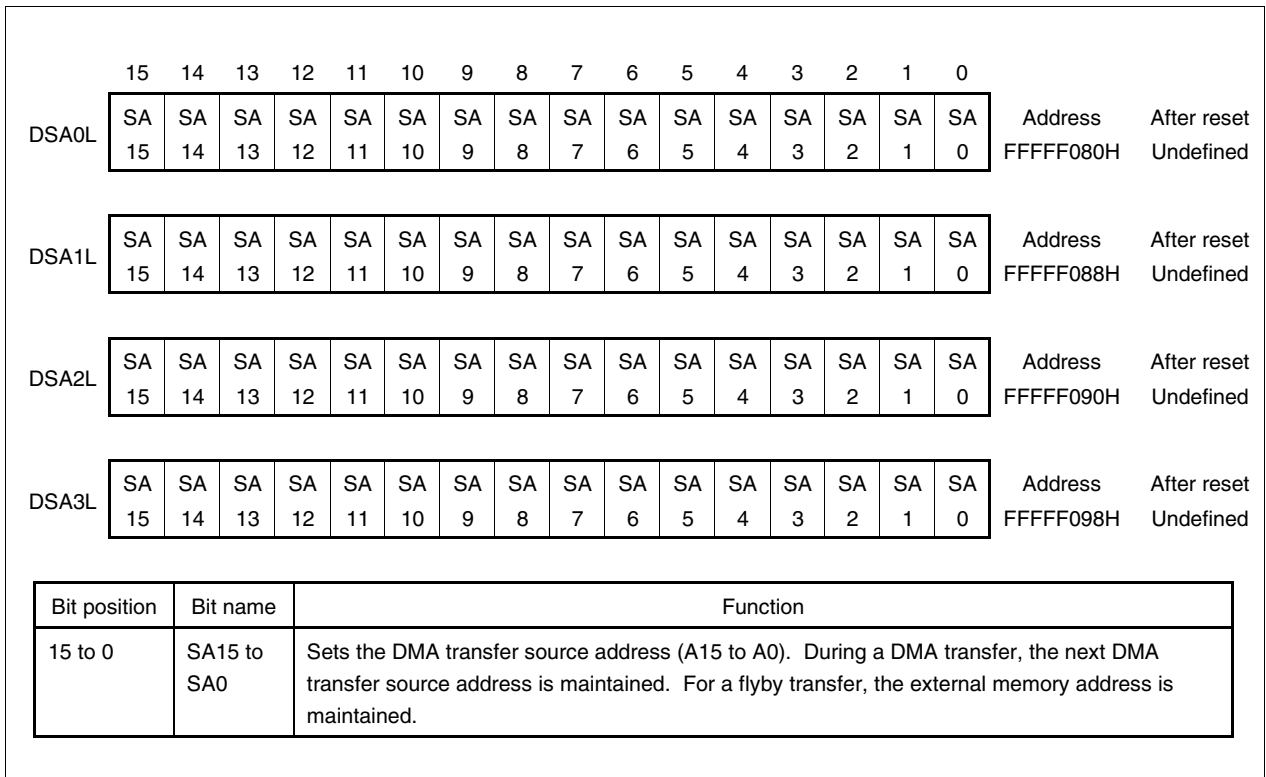 15 14 13 12 11 10 9 8 7 6 5 4 3 2 1 0
DSA0L SA SA SA SA SA SA SA SA SA SA SA SA SA SA SA SA Address After reset
15 14 13 12 11 10 9 8 7 6 5 4 3 2 1 0 FFFFF080H Undefined
DSA1L SA SA SA SA SA SA SA SA SA SA SA SA SA SA SA SA Address After reset
15 14 13 12 11 10 9 8 7 6 5 4 3 2 1 0 FFFFF088H Undefined
DSA2L SA SA SA SA SA SA SA SA SA SA SA SA SA SA SA SA Address After reset
15 14 13 12 11 10 9 8 7 6 5 4 3 2 1 0 FFFFF090H Undefined
DSA3L SA SA SA SA SA SA SA SA SA SA SA SA SA SA SA SA Address After reset
15 14 13 12 11 10 9 8 7 6 5 4 3 2 1 0 FFFFF098H Undefined
Bit position Bit name Function
15 to 0 SA15 to Sets the DMA transfer source address (A15 to A0). During a DMA transfer, the next DMA
SA0 transfer source address is maintained. For a flyby transfer, the external memory address is
maintained.